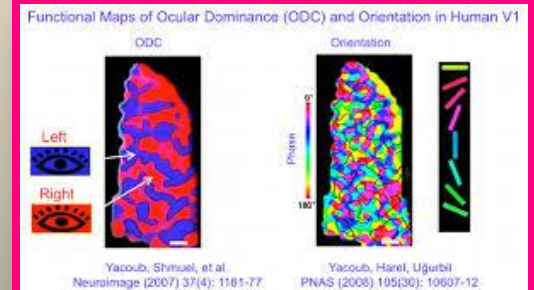 Functional Maps of Ocular Dominance (ODC) and Orientation in Human V1
ODC
Orientation
Left
Right
0°
Phase
180°
Yacoub, Shmuel, et al.
Neuroimage (2007) 37(4): 1161-77
Yacoub, Harel, Uğurbil
PNAS (2008) 105(30): 10607-12